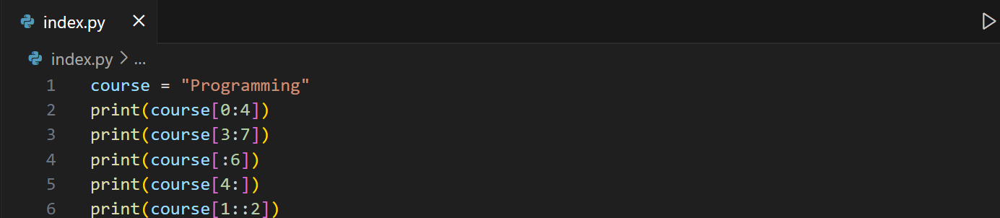 index.py ×
index.py > ...
1 course = "Programming"
2 print(course[0:4])
3 print(course[3:7])
4 print(course[:6])
5 print(course[4:])
6 print(course[1::2])